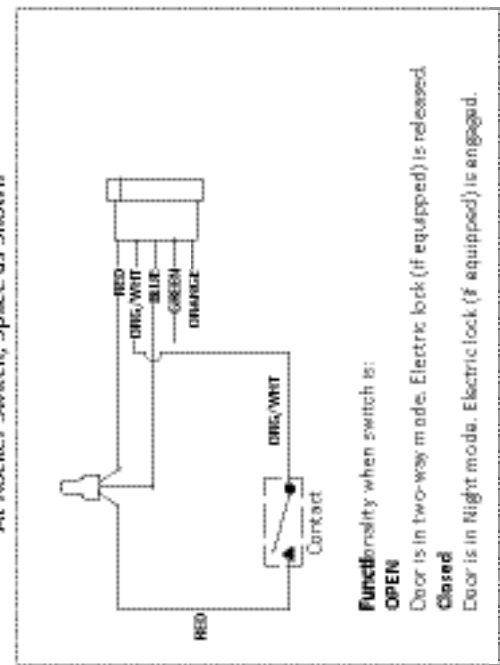 At Rocker Switch, Splice as Shown
RED
ORG/WHT
BLUE
GREEN
ORANGE
ORG/WHT
RED
Contact
Functionality when switch is:
OPEN
Door is in two-way mode. Electric lock (if equipped) is released.
Closed
Door is in Night mode. Electric lock (if equipped) is engaged.